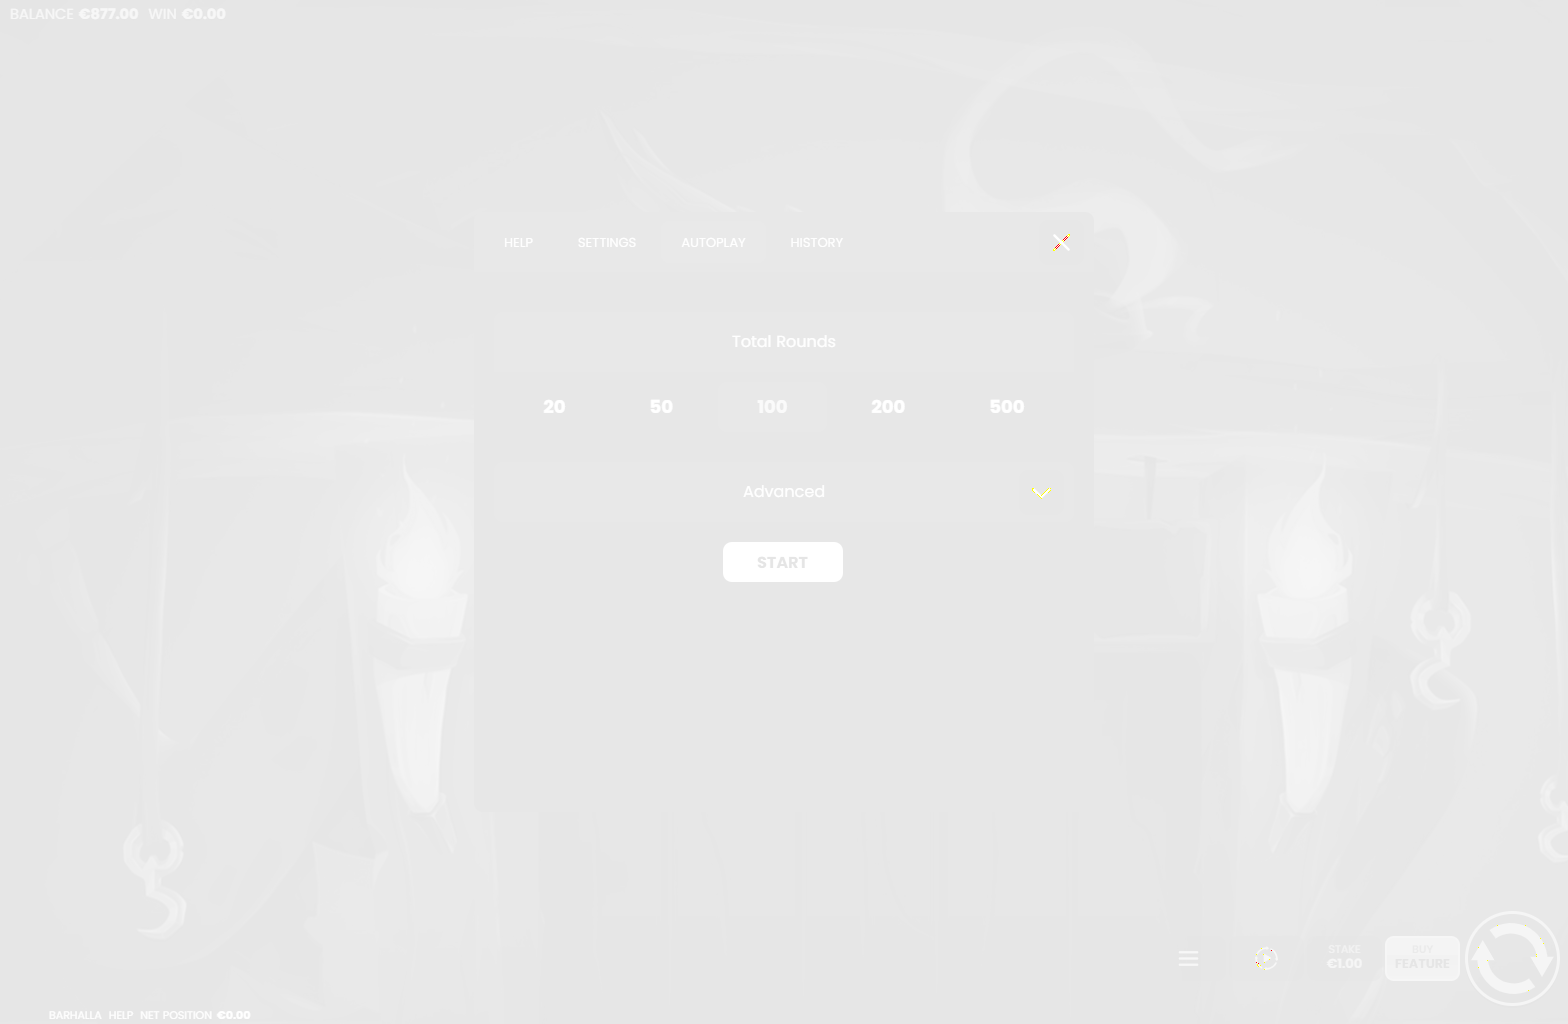 BALANCE €877.00 WIN €0.00
HELP SETTINGS AUTOPLAY HISTORY
Total Rounds
20 50 100 200 500
Advanced
START
STAKE
€1.00
BUY
FEATURE
BARHALLA HELP NET POSITION €0.00